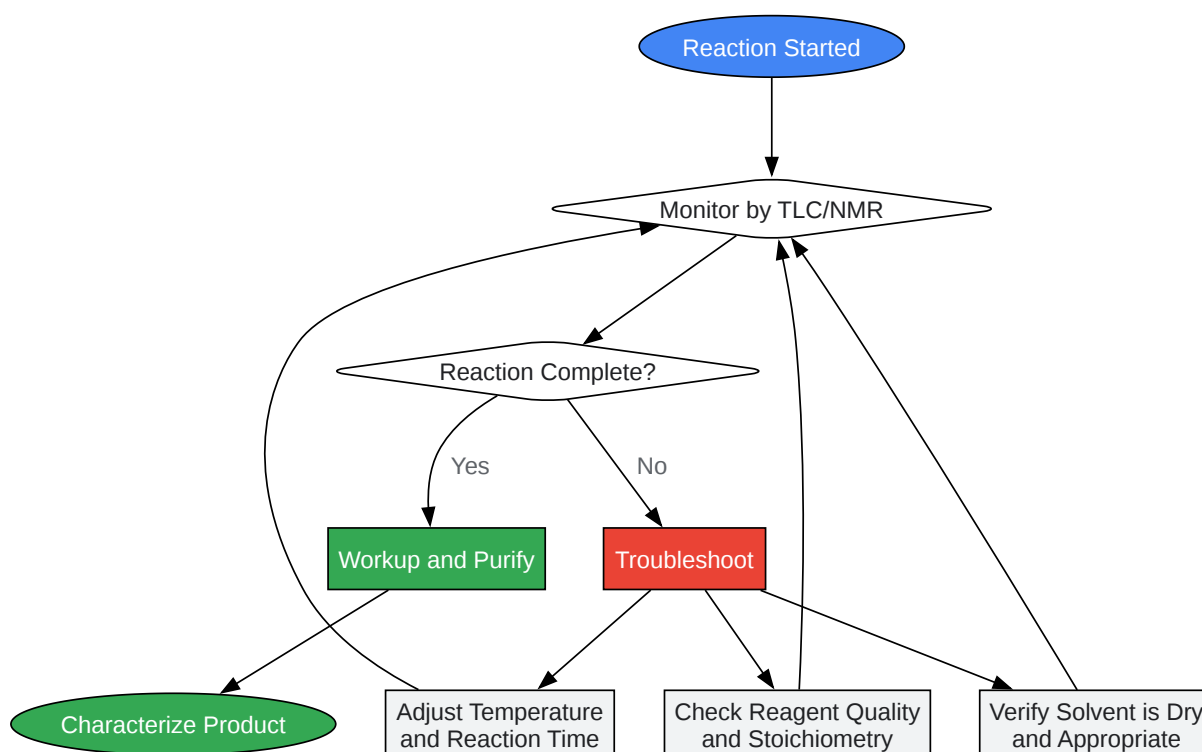 Reaction Started
Monitor by TLC/NMR
Reaction Complete?
Yes
No
Workup and Purify
Troubleshoot
Characterize Product
Adjust Temperature
and Reaction Time
Check Reagent Quality
and Stoichiometry
Verify Solvent is Dry
and Appropriate